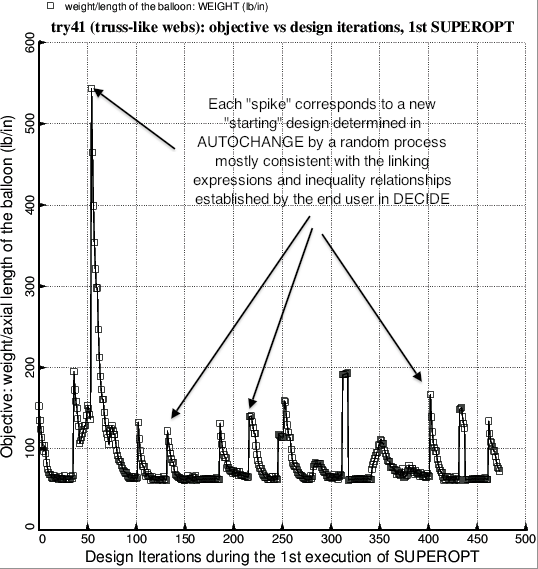 weight/length of the balloon: WEIGHT (lb/in)
try41 (truss-like webs): objective vs design iterations, 1st SUPEROPT
600
500
400
300
200
100
0
Objective: weight/axial length of the balloon (lb/in)
Each "spike" corresponds to a new
"starting" design determined in
AUTOCHANGE by a random process
mostly consistent with the linking
expressions and inequality relationships
established by the end user in DECIDE
0 50 100 150 200 250 300 350 400 450 500
Design Iterations during the 1st execution of SUPEROPT